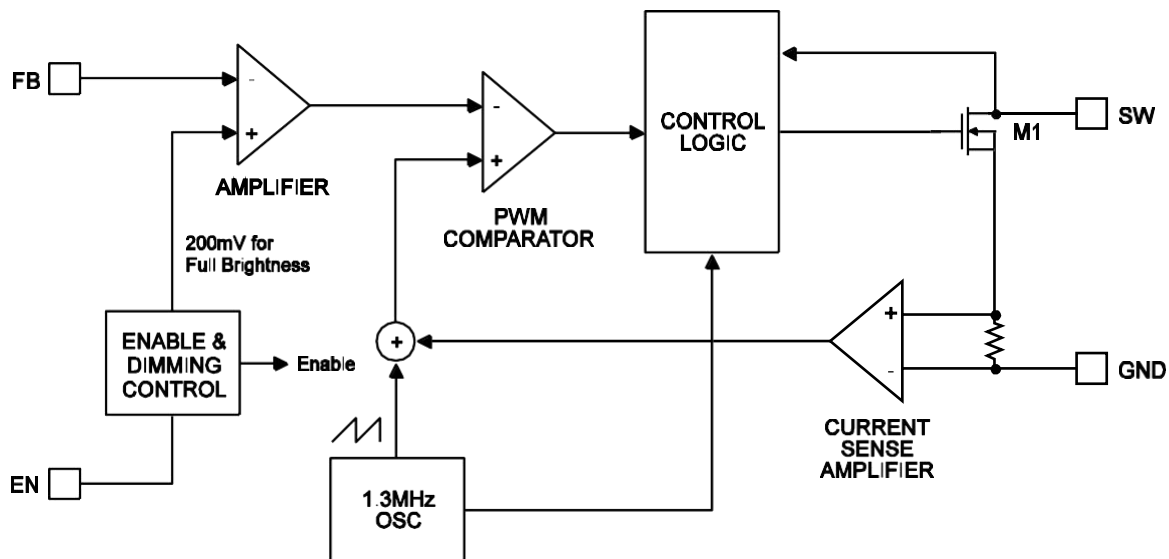 FB
-
+
AMPLIFIER
200mV for
Full Brightness
ENABLE &
DIMMING
CONTROL
Enable
EN
-
+
PWM
COMPARATOR
+
1.3MHz
OSC
CONTROL
LOGIC
M1
SW
+
-
CURRENT
SENSE
AMPLIFIER
GND